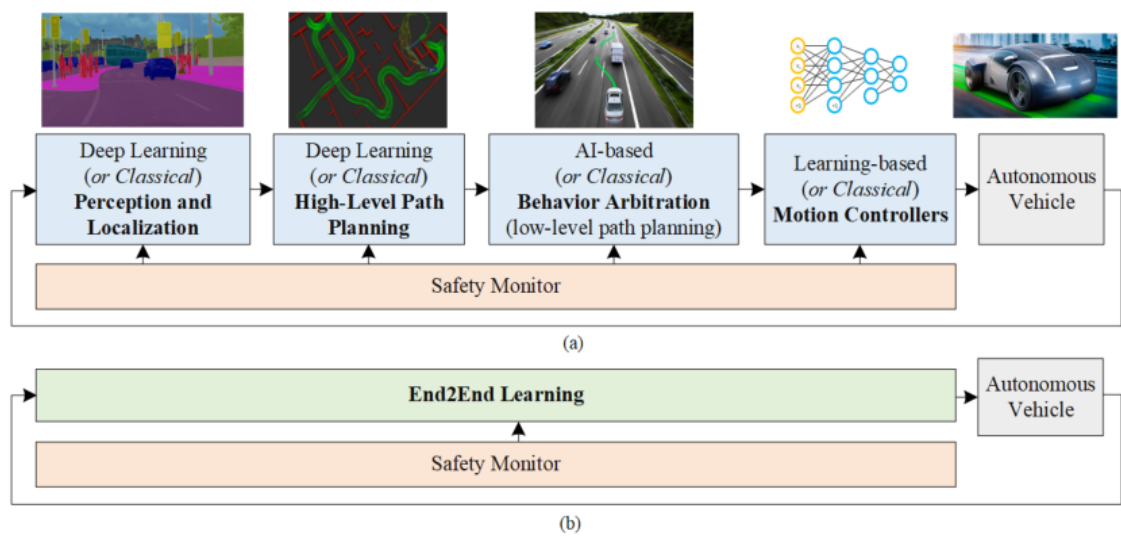 Deep Learning
(or Classical)
Perception and
Localization
Deep Learning
(or Classical)
High-Level Path
Planning
AI-based
(or Classical)
Behavior Arbitration
(low-level path planning)
Learning-based
(or Classical)
Motion Controllers
Autonomous
Vehicle
Safety Monitor
(a)
End2End Learning
Autonomous
Vehicle
Safety Monitor
(b)